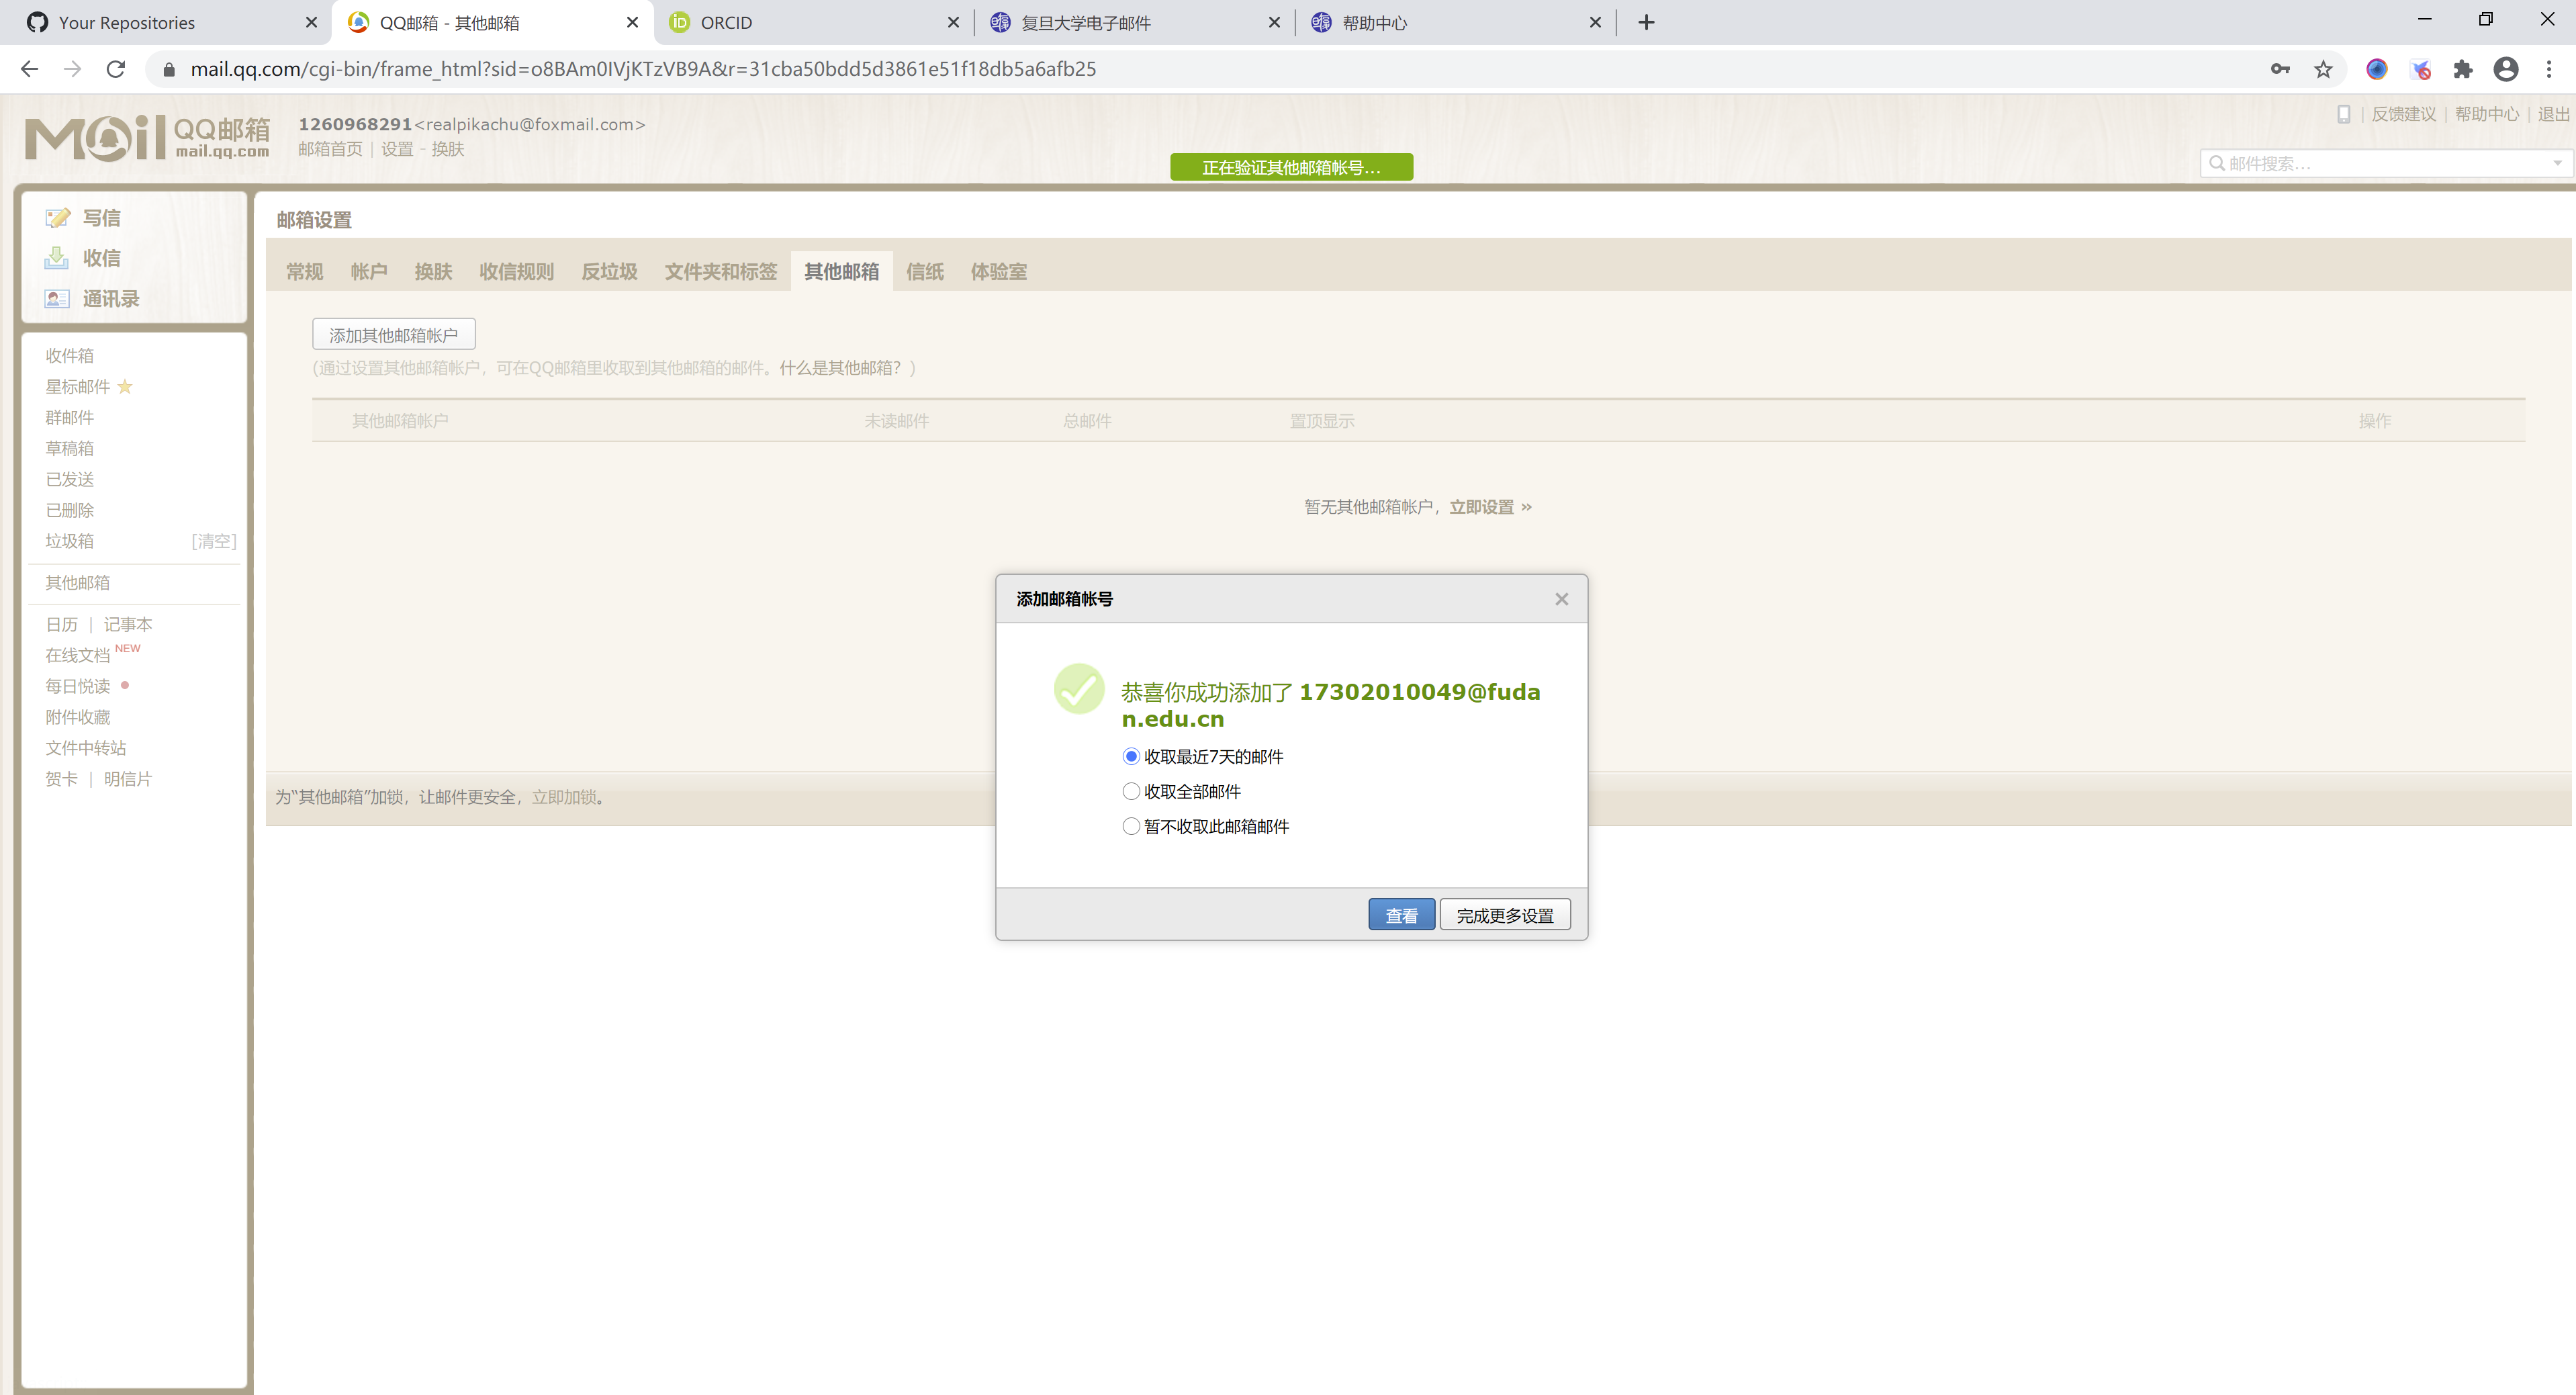 Your Repositories
QQ邮箱 - 其他邮箱
ORCID
复旦大学电子邮件
帮助中心
mail.qq.com/cgi-bin/frame_html?sid=o8BAm0IVjKTzVB9A&r=31cba50bdd5d3861e51f18db5a6afb25
Mail QQ邮箱
mail.qq.com
1260968291<realpikachu@foxmail.com>
邮箱首页 | 设置 - 换肤
正在验证其他邮箱帐号...
| 反馈建议 | 帮助中心 | 退出
邮件搜索...
写信
收信
通讯录
收件箱
星标邮件
群邮件
草稿箱
已发送
已删除
垃圾箱 [清空]
其他邮箱
日历 | 记事本
在线文档 NEW
每日悦读
附件收藏
文件中转站
贺卡 | 明信片
邮箱设置
常规 帐户 换肤 收信规则 反垃圾 文件夹和标签 其他邮箱 信纸 体验室
添加其他邮箱帐户
(通过设置其他邮箱帐户，可在QQ邮箱里收取到其他邮箱的邮件。什么是其他邮箱？)
其他邮箱帐户 未读邮件 总邮件 置顶显示 操作
暂无其他邮箱帐户，立即设置 »
添加邮箱帐号
恭喜你成功添加了 17302010049@fuda
n.edu.cn
收取最近7天的邮件
收取全部邮件
暂不收取此邮箱邮件
查看 完成更多设置
为“其他邮箱”加锁，让邮件更安全，立即加锁。